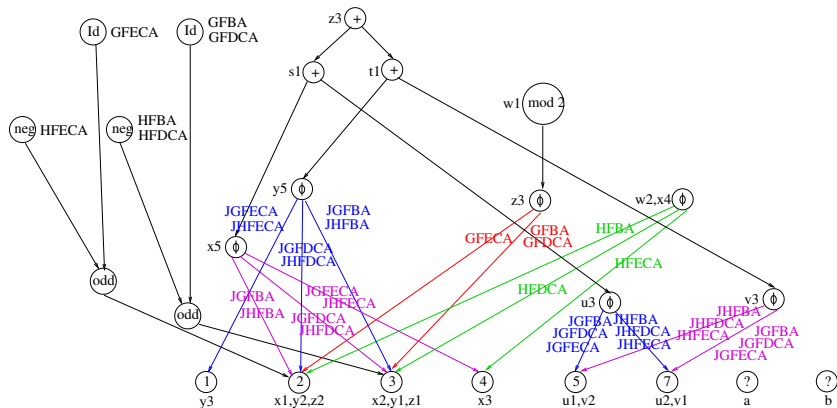 z3 +
Id GFECA
Id GFBA
GFDCA
s1 +
t1 +
w1 mod 2
neg HFECA
neg HFBA
HFDCA
y5 ϕ
z3 ϕ
w2,x4 ϕ
JGFECA
JHFECA
JGFBA
JHFBA
GFECA
GFBA
GFDCA
HFBA
x5 ϕ
JGFDCA
JHFDCA
HFECA
odd
JGFBA
JHFBA
JGFECA
JHFECA
HFDCA
u3 ϕ
v3 ϕ
odd
JGFDCA
JHFDCA
JGFBA
JGFDCA
JGFECA
JHFBA
JHFDCA
JHFECA
JHFBA
JHFDCA
JHFECA
JGFBA
JGFDCA
JGFECA
1 2 3 4 5 7 ? ?
y3 x1,y2,z2 x2,y1,z1 x3 u1,v2 u2,v1 a b